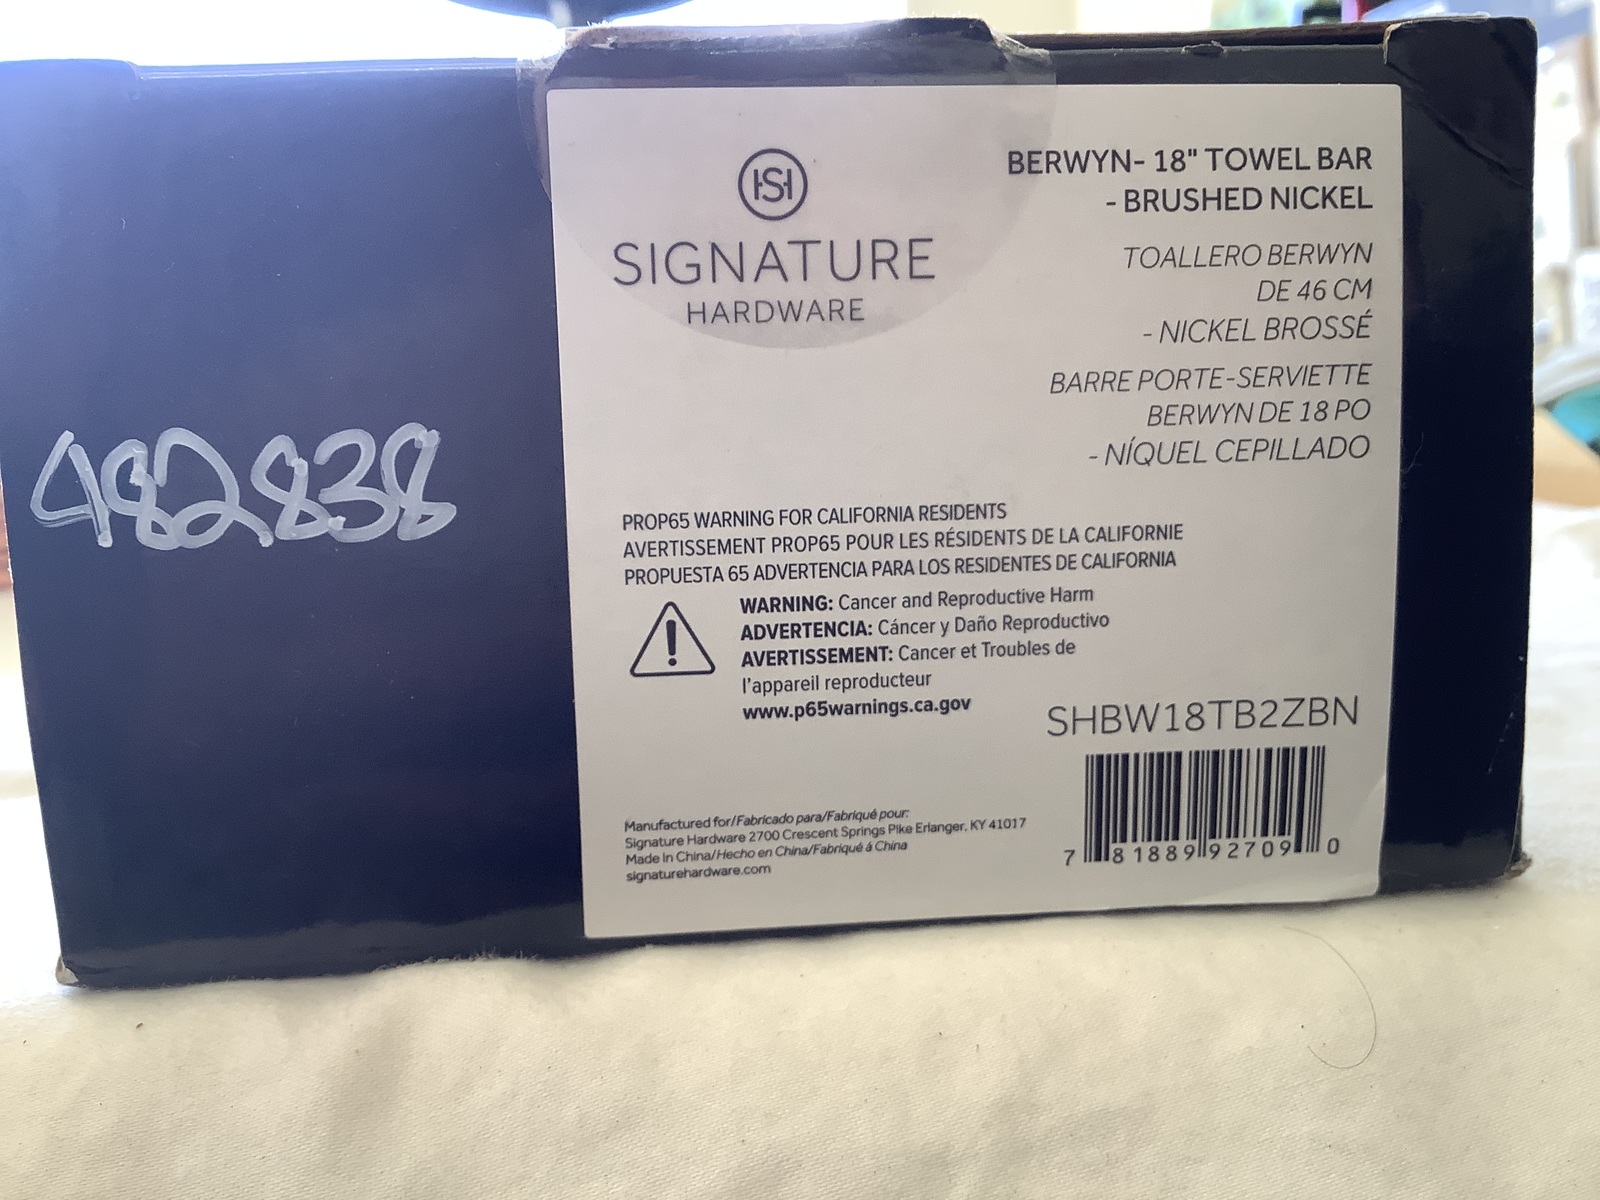 482838
HS
SIGNATURE
HARDWARE
BERWYN- 18" TOWEL BAR
- BRUSHED NICKEL
TOALLERO BERWYN
DE 46 CM
- NICKEL BROSSÉ
BARRE PORTE-SERVIETTE
BERWYN DE 18 PO
- NÍQUEL CEPILLADO
PROP65 WARNING FOR CALIFORNIA RESIDENTS
AVERTISSEMENT PROP65 POUR LES RÉSIDENTS DE LA CALIFORNIE
PROPUESTA 65 ADVERTENCIA PARA LOS RESIDENTES DE CALIFORNIA
WARNING: Cancer and Reproductive Harm
ADVERTENCIA: Cáncer y Daño Reproductivo
AVERTISSEMENT: Cancer et Troubles de
l'appareil reproducteur
www.p65warnings.ca.gov
SHBW18TB2ZBN
Manufactured for/Fabricado para/Fabriqué pour:
Signature Hardware 2700 Crescent Springs Pike Erlanger, KY 41017
Made In China/Hecho en China/Fabriqué á China
signaturehardware.com
7 81889 92709 0